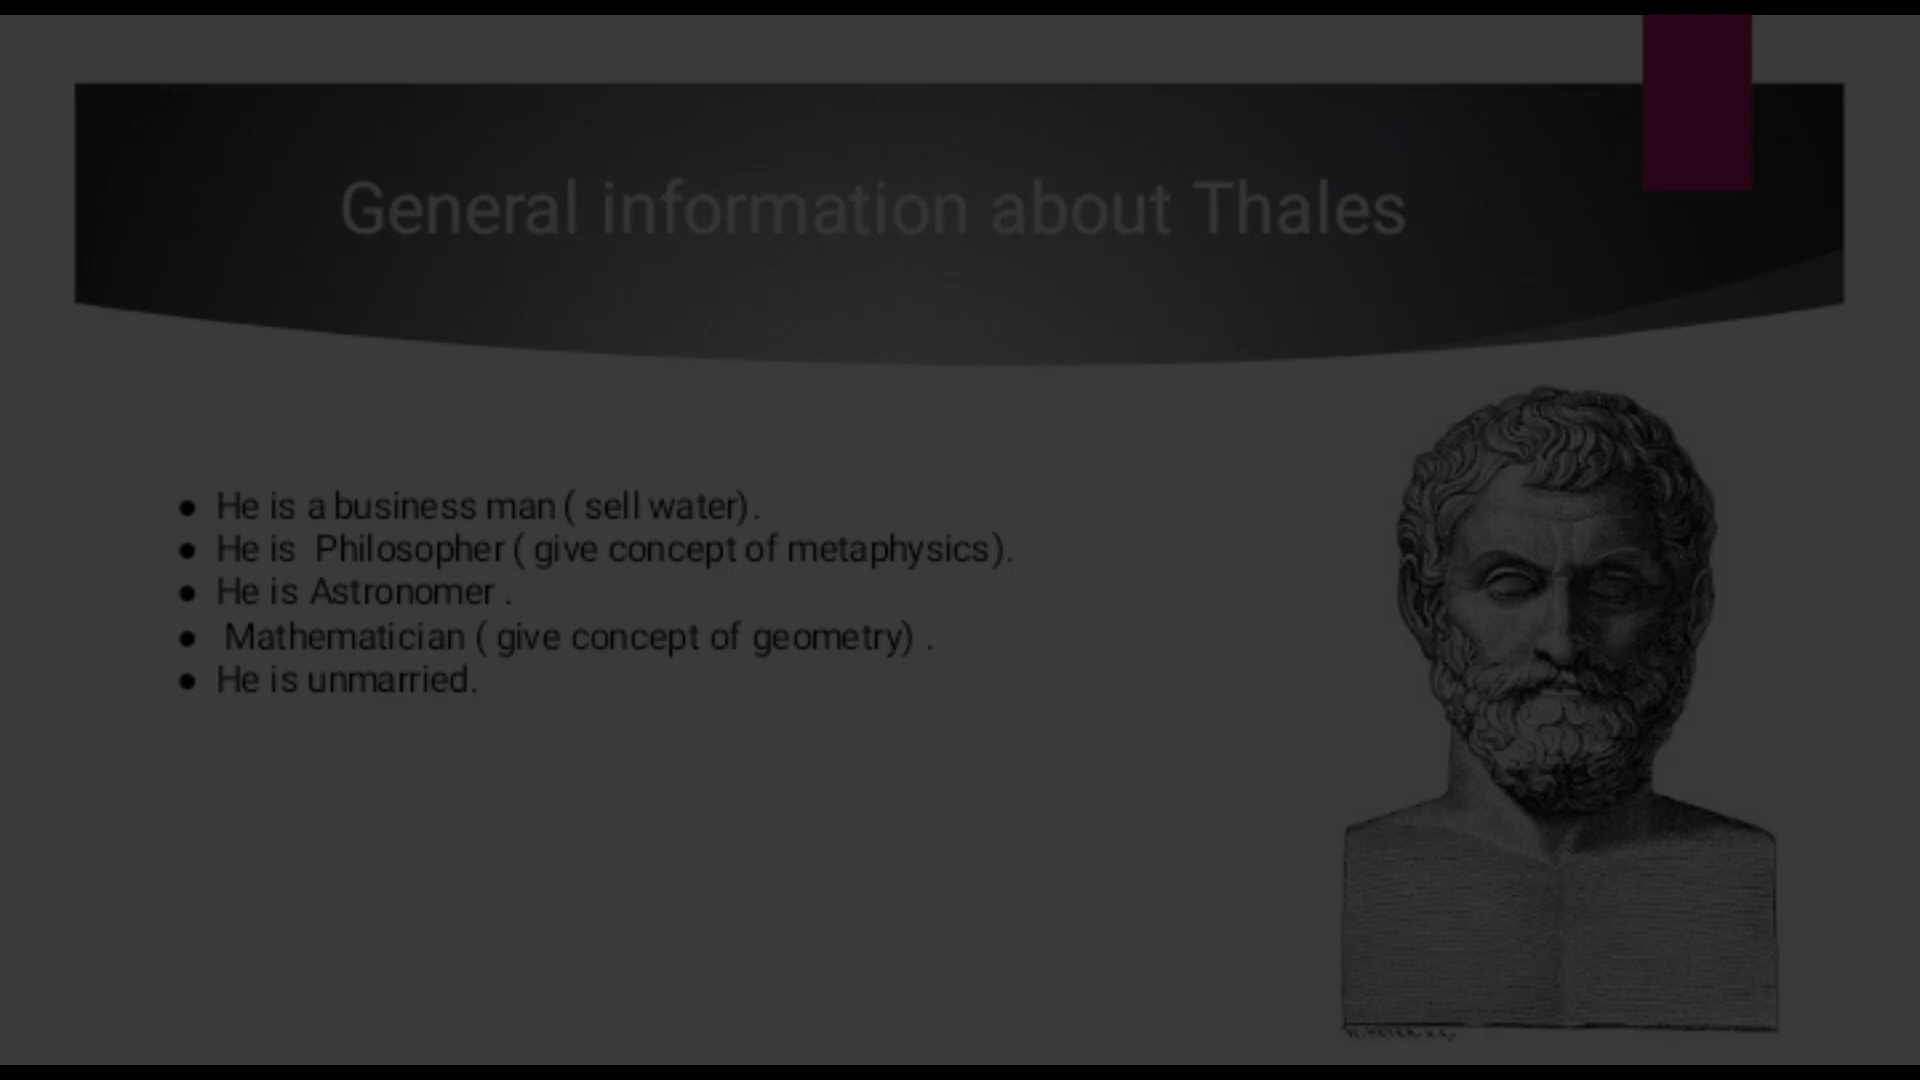 General information about Thales
● He is a business man ( sell water).
● He is Philosopher ( give concept of metaphysics).
● He is Astronomer .
● Mathematician ( give concept of geometry) .
● He is unmarried.